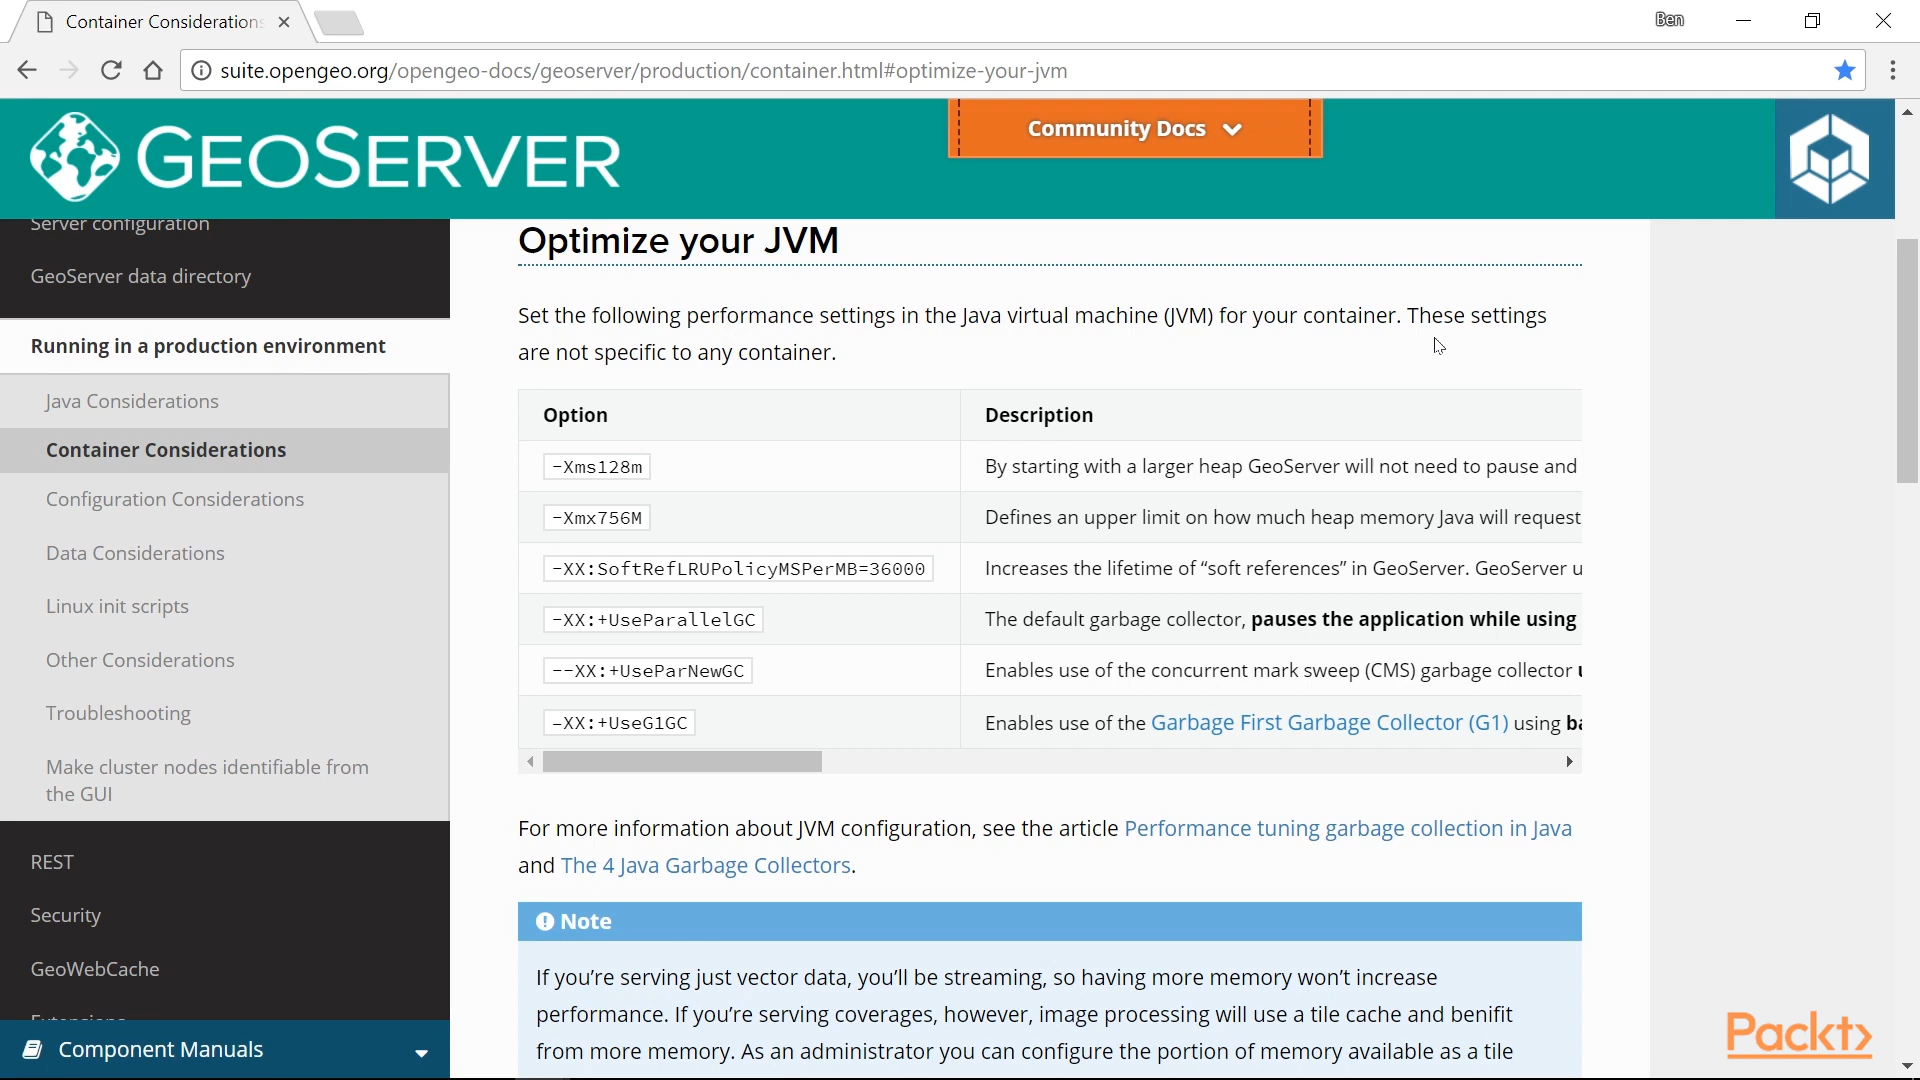 Container Considerations
Ben
suite.opengeo.org/opengeo-docs/geoserver/production/container.html#optimize-your-jvm
GEOSERVER
Community Docs
Server configuration
GeoServer data directory
Running in a production environment
Java Considerations
Container Considerations
Configuration Considerations
Data Considerations
Linux init scripts
Other Considerations
Troubleshooting
Make cluster nodes identifiable from
the GUI
REST
Security
GeoWebCache
Extensions
Component Manuals
Optimize your JVM
Set the following performance settings in the Java virtual machine (JVM) for your container. These settings
are not specific to any container.
Option Description
-Xms128m By starting with a larger heap GeoServer will not need to pause and
-Xmx756M Defines an upper limit on how much heap memory Java will request
-XX:SoftRefLRUPolicyMSPerMB=36000 Increases the lifetime of “soft references” in GeoServer. GeoServer u
-XX:+UseParallelGC The default garbage collector, pauses the application while using
--XX:+UseParNewGC Enables use of the concurrent mark sweep (CMS) garbage collector
-XX:+UseG1GC Enables use of the Garbage First Garbage Collector (G1) using ba
For more information about JVM configuration, see the article Performance tuning garbage collection in Java
and The 4 Java Garbage Collectors.
Note
If you’re serving just vector data, you’ll be streaming, so having more memory won’t increase
performance. If you’re serving coverages, however, image processing will use a tile cache and benifit
from more memory. As an administrator you can configure the portion of memory available as a tile
Packt>